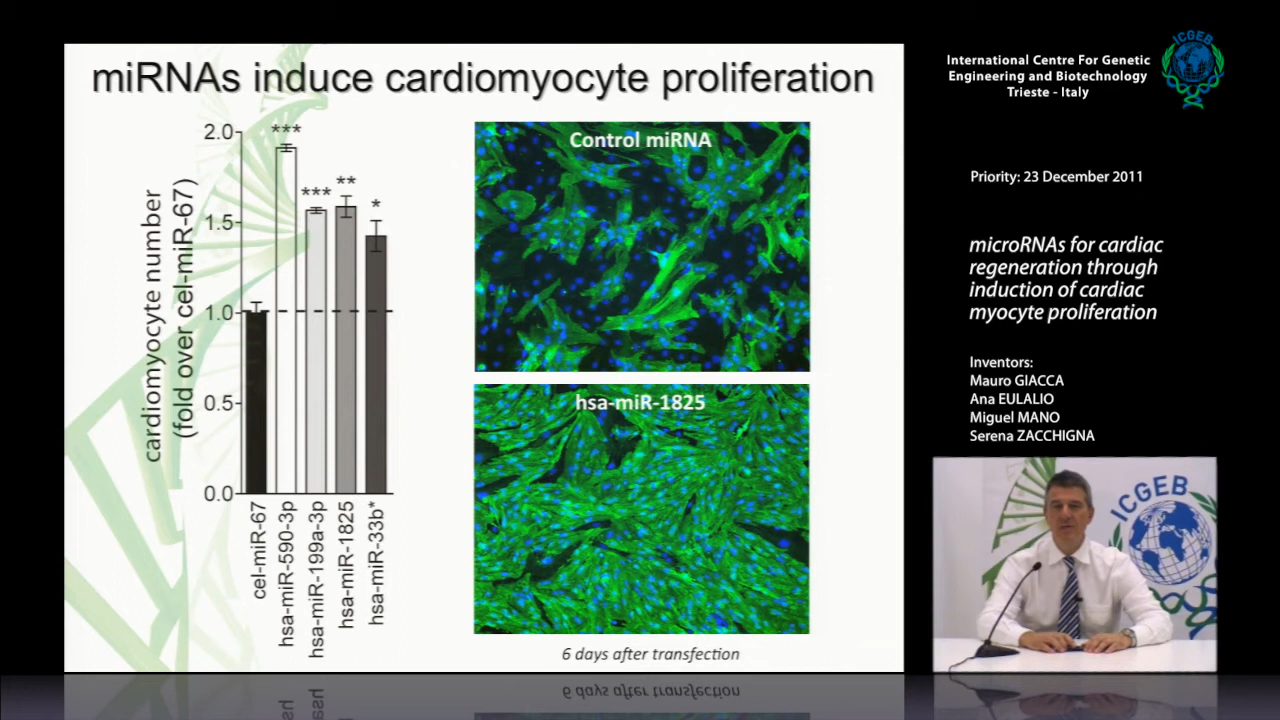 miRNAs induce cardiomyocyte proliferation
cardiomyocyte number
(fold over cel-miR-67)
2.0
1.5
1.0
0.5
0.0
***
***
**
*
cel-miR-67
hsa-miR-590-3p
hsa-miR-199a-3p
hsa-miR-1825
hsa-miR-33b*
Control miRNA
hsa-miR-1825
6 days after transfection
International Centre For Genetic
Engineering and Biotechnology
Trieste - Italy
ICGEB
Priority: 23 December 2011
microRNAs for cardiac
regeneration through
induction of cardiac
myocyte proliferation
Inventors:
Mauro GIACCA
Ana EULALIO
Miguel MANO
Serena ZACCHIGNA
ICGEB